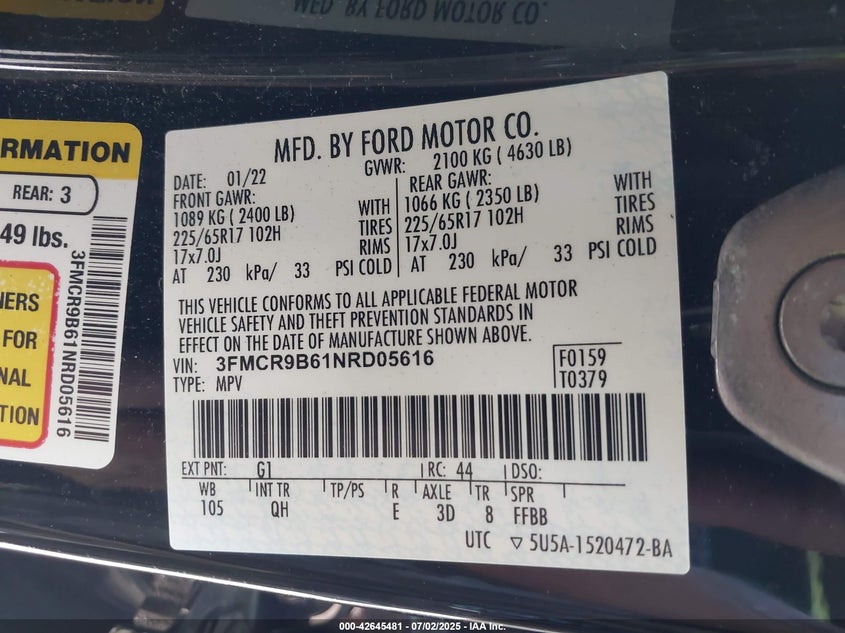 MFD. BY FORD MOTOR CO.
RMATION
REAR: 3
49 lbs.
3FMCR9B61NRD05616
NERS
FOR
NAL
TION
MFD. BY FORD MOTOR CO.
DATE: 01/22 GVWR: 2100 KG ( 4630 LB)
FRONT GAWR: REAR GAWR:
1089 KG ( 2400 LB) WITH 1066 KG ( 2350 LB) WITH
225/65R17 102H TIRES 225/65R17 102H TIRES
17x7.0J RIMS 17x7.0J RIMS
AT 230 kPa/ 33 PSI COLD AT 230 kPa/ 33 PSI COLD
THIS VEHICLE CONFORMS TO ALL APPLICABLE FEDERAL MOTOR
VEHICLE SAFETY AND THEFT PREVENTION STANDARDS IN
EFFECT ON THE DATE OF MANUFACTURE SHOWN ABOVE.
VIN: 3FMCR9B61NRD05616 F0159
TYPE: MPV T0379
EXT PNT: G1 RC: 44 DSO:
WB INT TR TP/PS R AXLE TR SPR
105 QH E 3D 8 FFBB
UTC ▽ 5U5A-1520472-BA
000-42645481 - 07/02/2025 - IAA Inc.